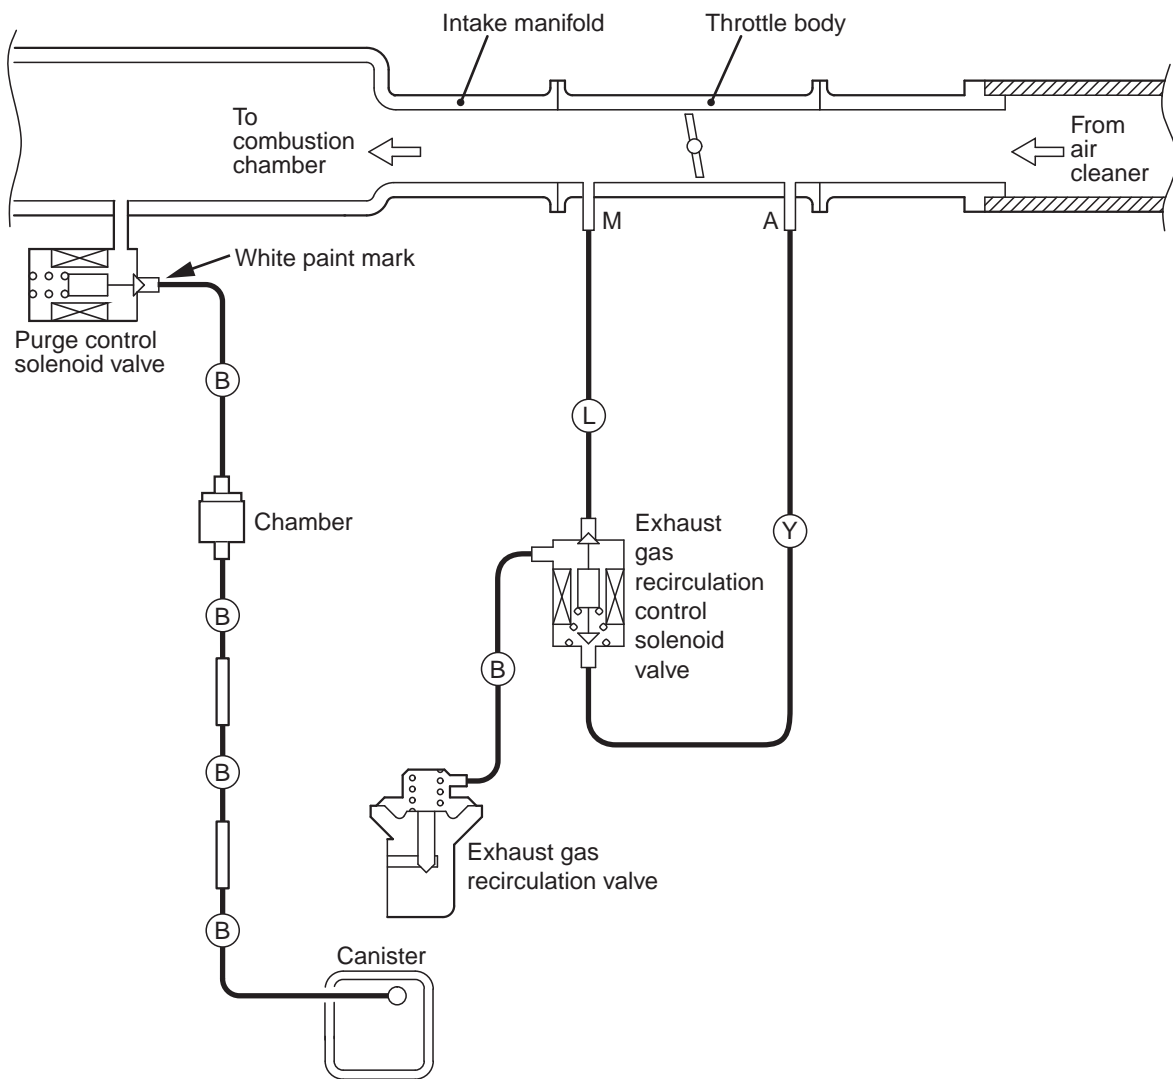 Intake manifold
Throttle body
To
combustion
chamber
From
air
cleaner
M
A
White paint mark
Purge control
solenoid valve
B
L
Chamber
Exhaust
gas
recirculation
control
solenoid
valve
Y
B
B
B
Exhaust gas
recirculation valve
B
Canister